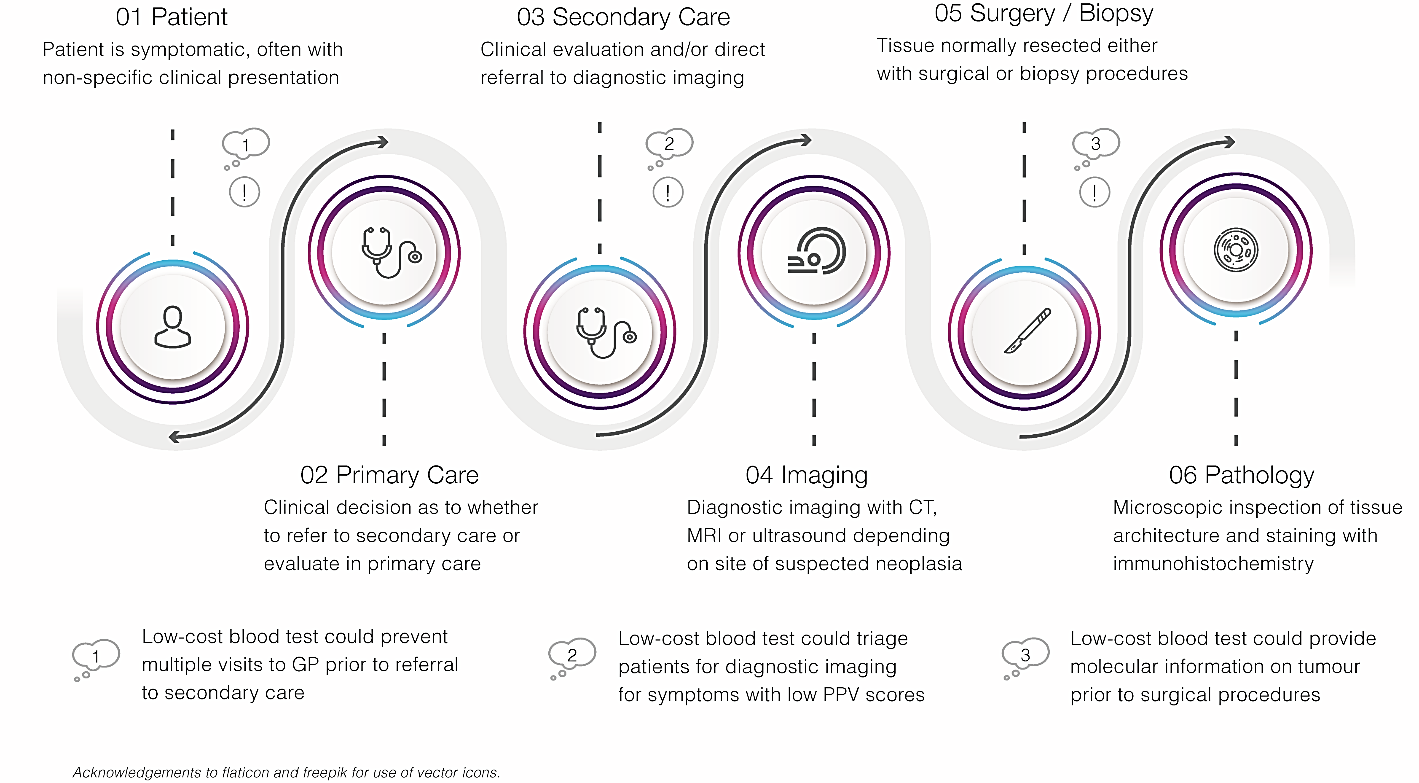 01 Patient
Patient is symptomatic, often with
non-specific clinical presentation
03 Secondary Care
Clinical evaluation and/or direct
referral to diagnostic imaging
05 Surgery / Biopsy
Tissue normally resected either
with surgical or biopsy procedures
1
!
2
!
3
!
02 Primary Care
Clinical decision as to whether
to refer to secondary care or
evaluate in primary care
04 Imaging
Diagnostic imaging with CT,
MRI or ultrasound depending
on site of suspected neoplasia
06 Pathology
Microscopic inspection of tissue
architecture and staining with
immunohistochemistry
1
Low-cost blood test could prevent
multiple visits to GP prior to referral
to secondary care
2
Low-cost blood test could triage
patients for diagnostic imaging
for symptoms with low PPV scores
3
Low-cost blood test could provide
molecular information on tumour
prior to surgical procedures
Acknowledgements to flaticon and freepik for use of vector icons.